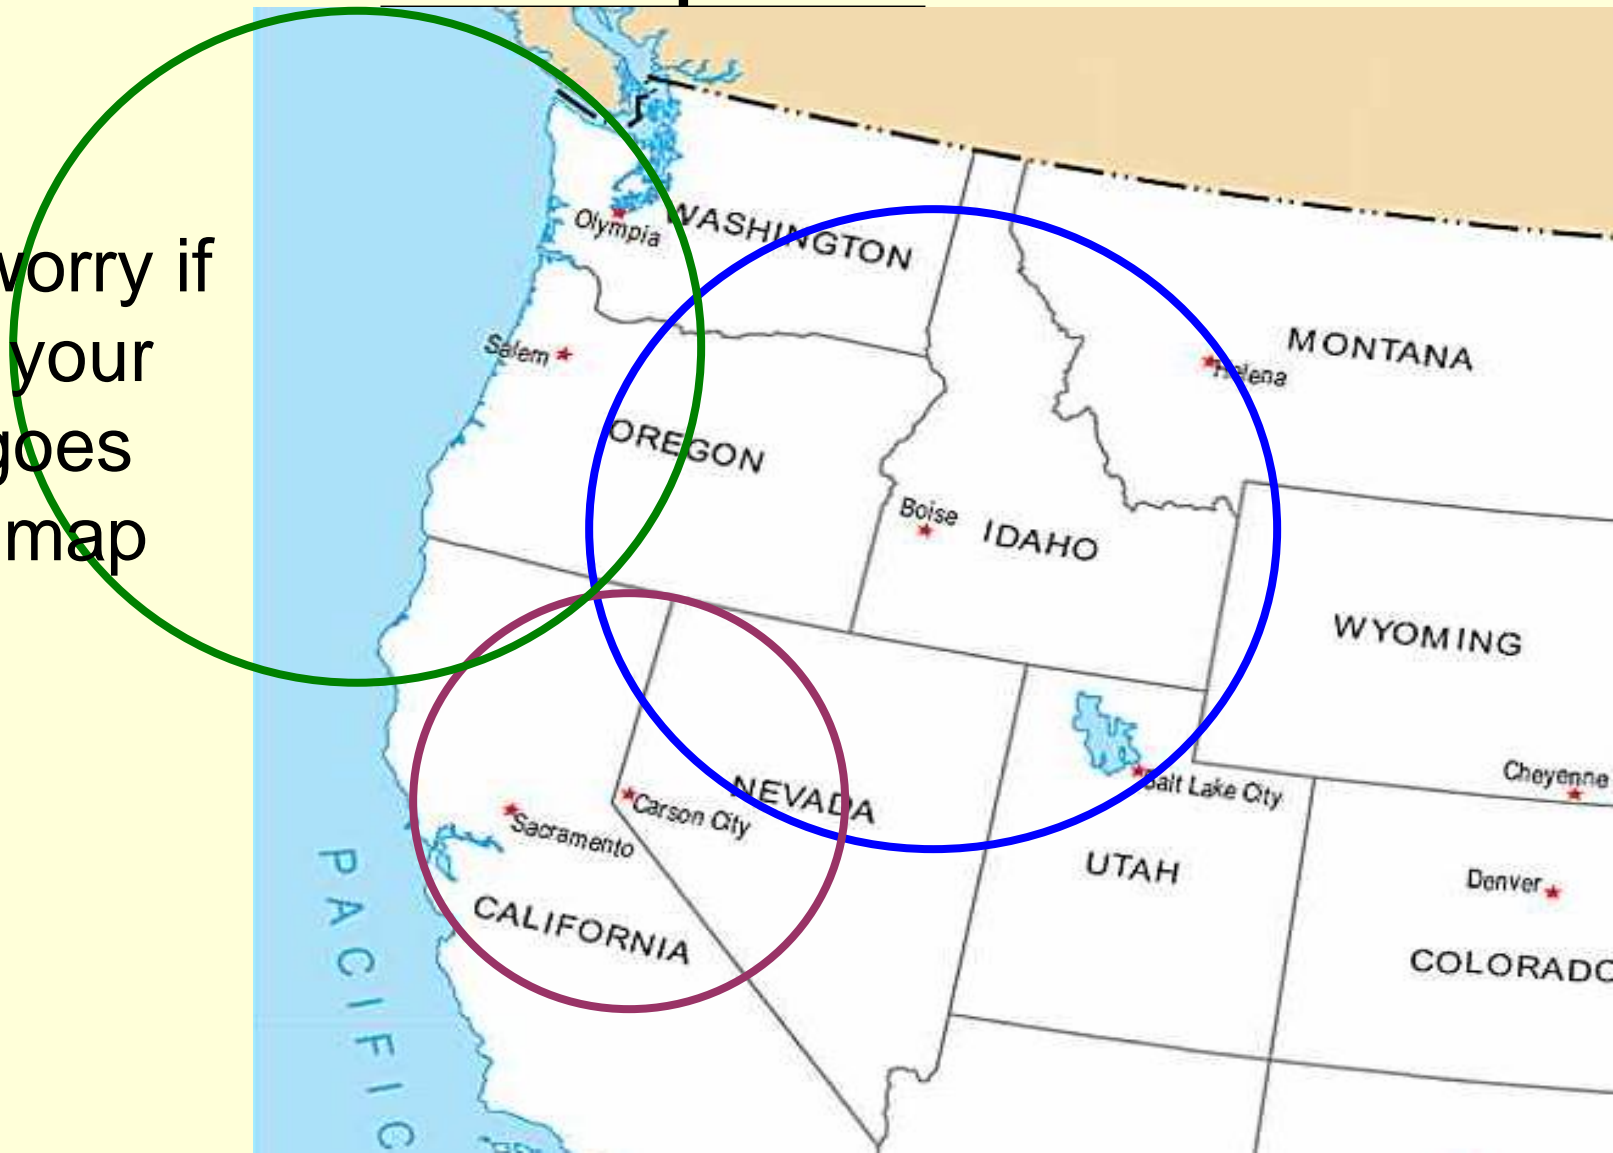 worry if
your
goes
map
Olympia
WASHINGTON
Salem
MONTANA
Helena
OREGON
Boise
IDAHO
WYOMING
NEVADA
Carson City
Sacramento
Salt Lake City
Cheyenne
UTAH
Denver
CALIFORNIA
COLORADO
PACIFIC